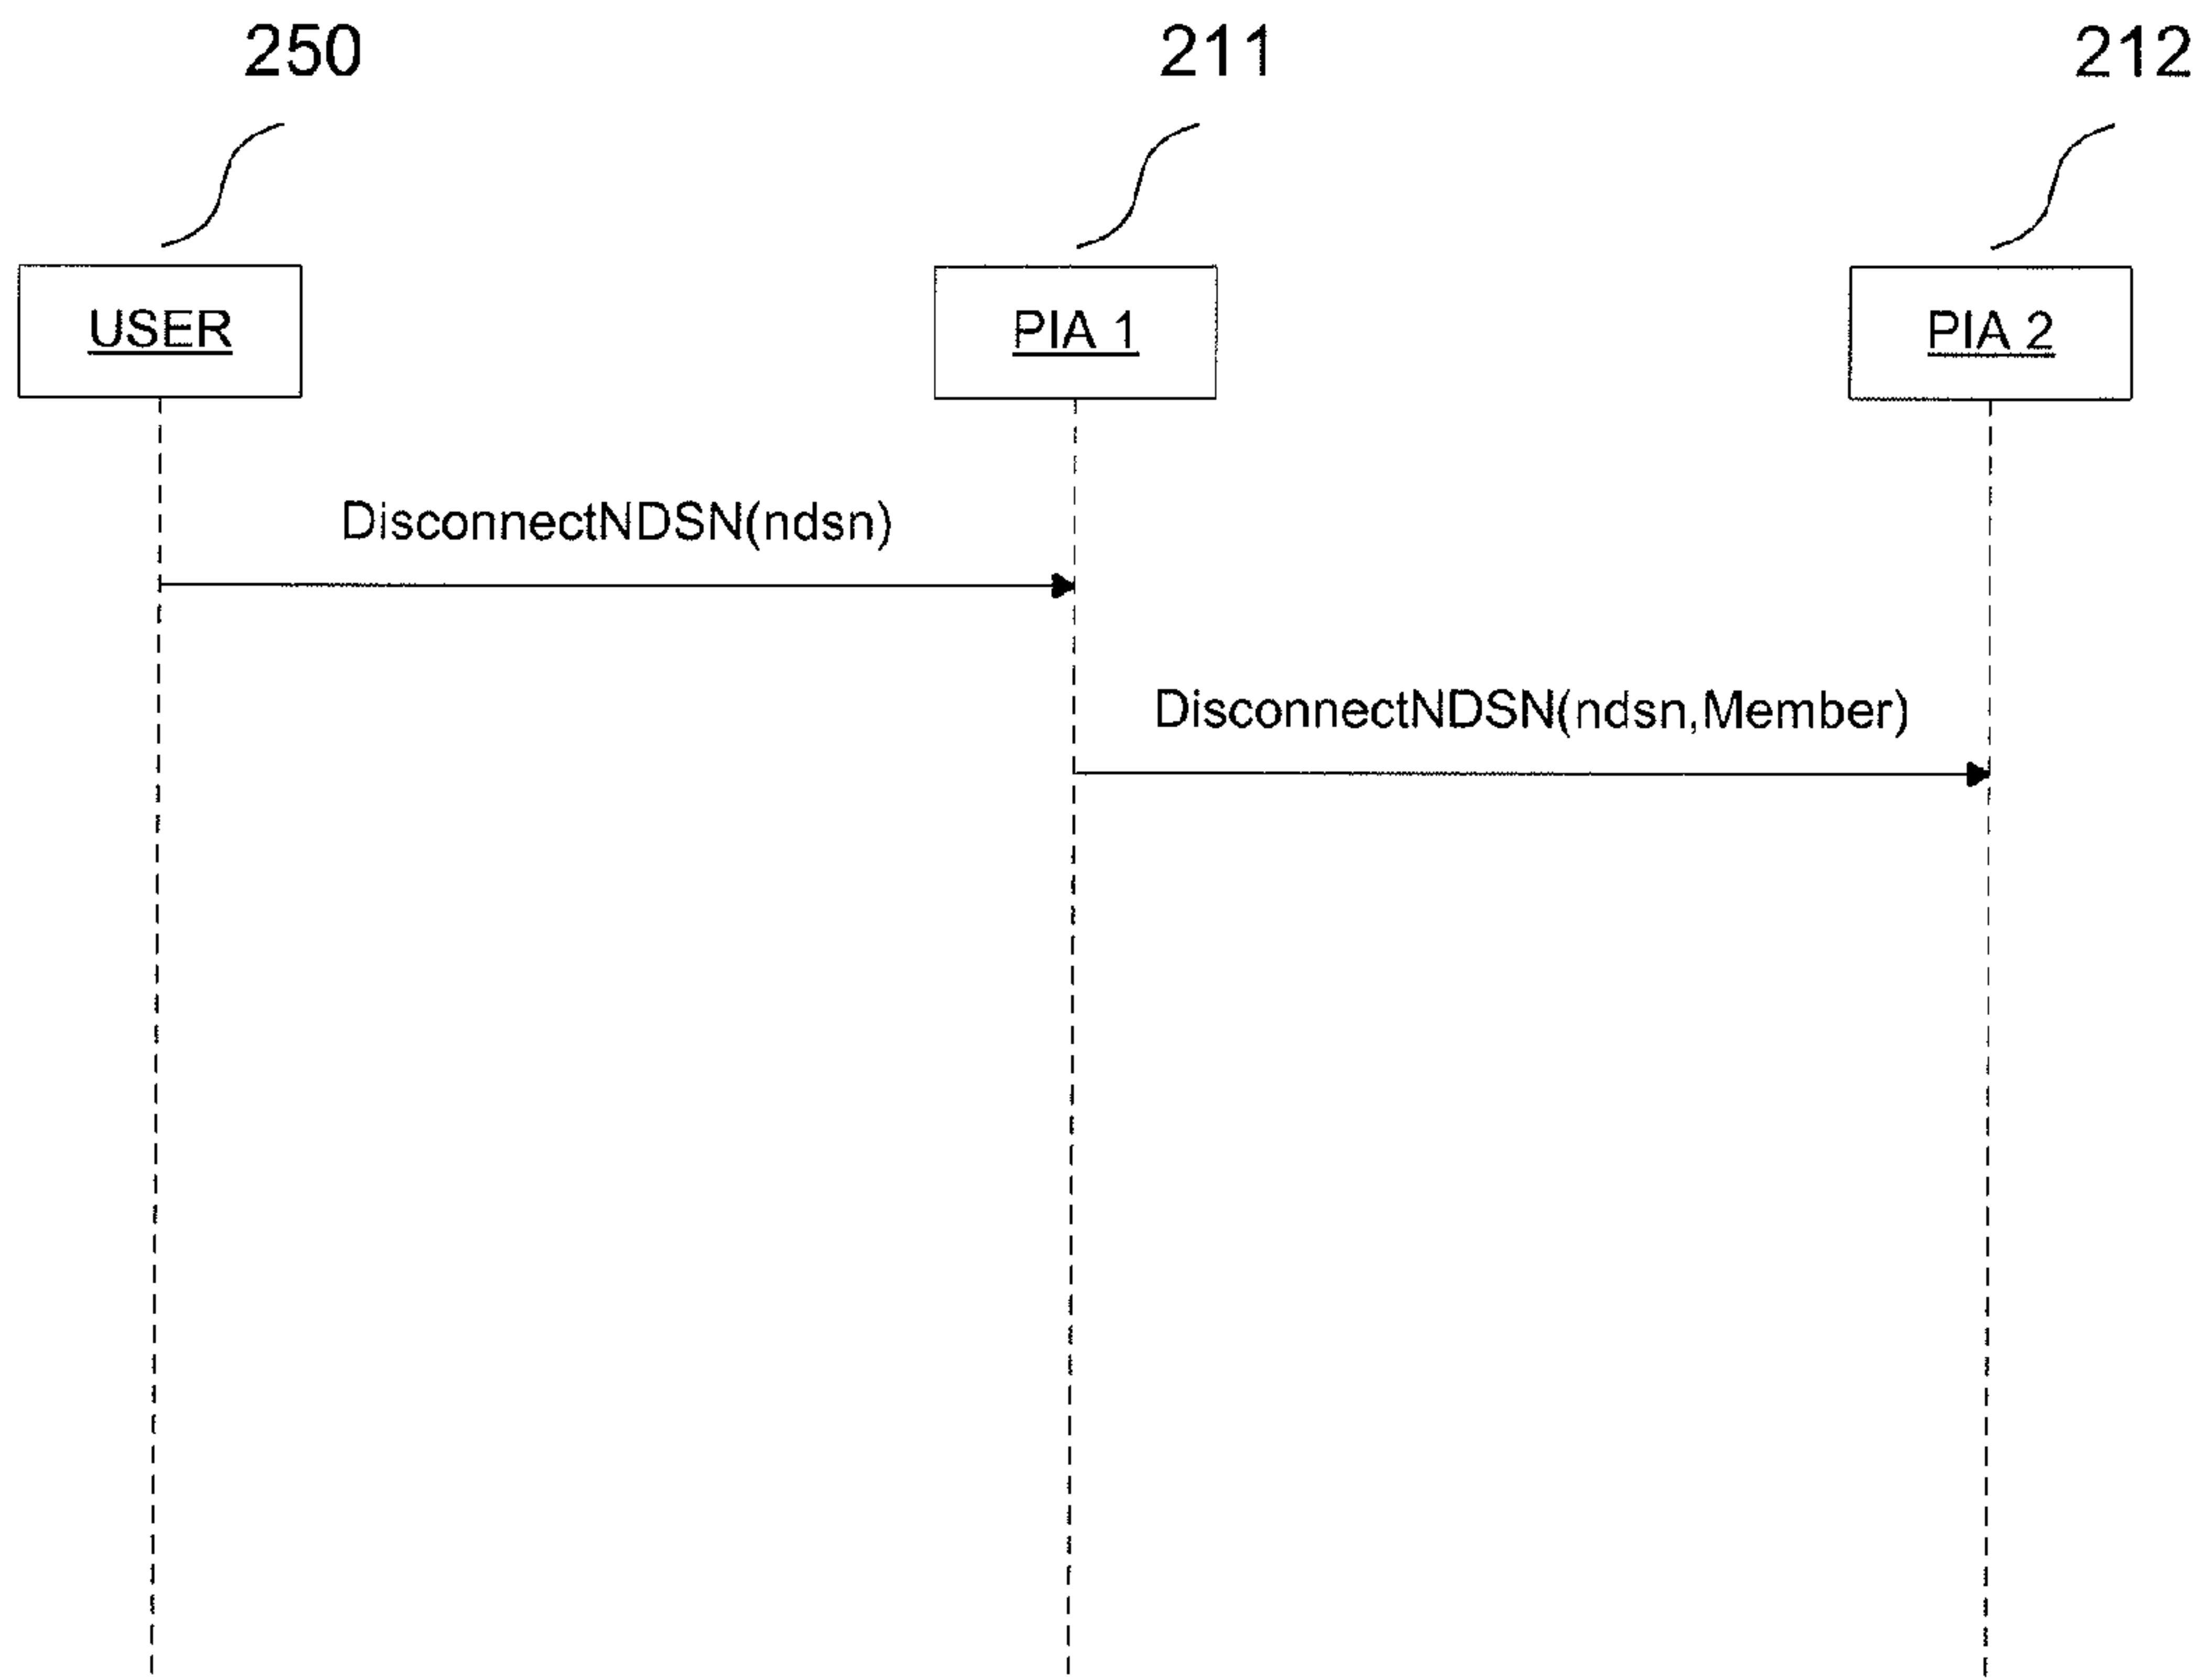 250
211
212
USER
PIA 1
PIA 2
DisconnectNDSN(ndsn)
DisconnectNDSN(ndsn,Member)